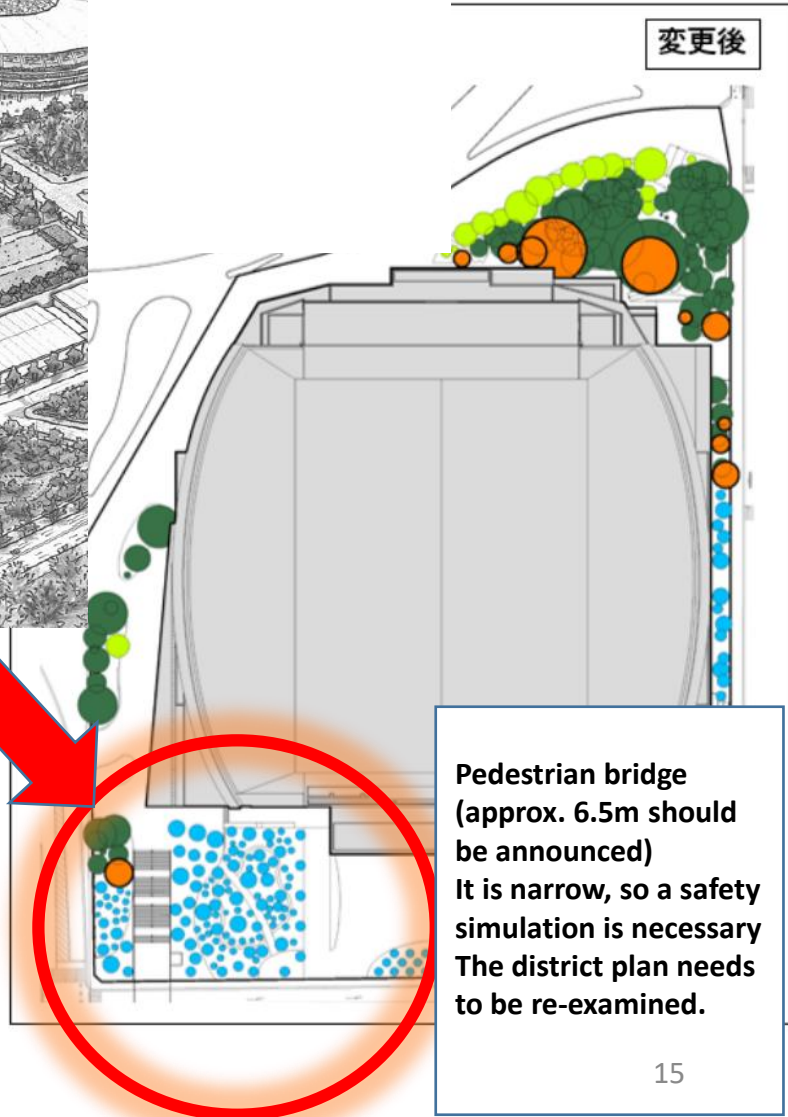 変更後
Pedestrian bridge
(approx. 6.5m should
be announced)
It is narrow, so a safety
simulation is necessary
The district plan needs
to be re-examined.
15